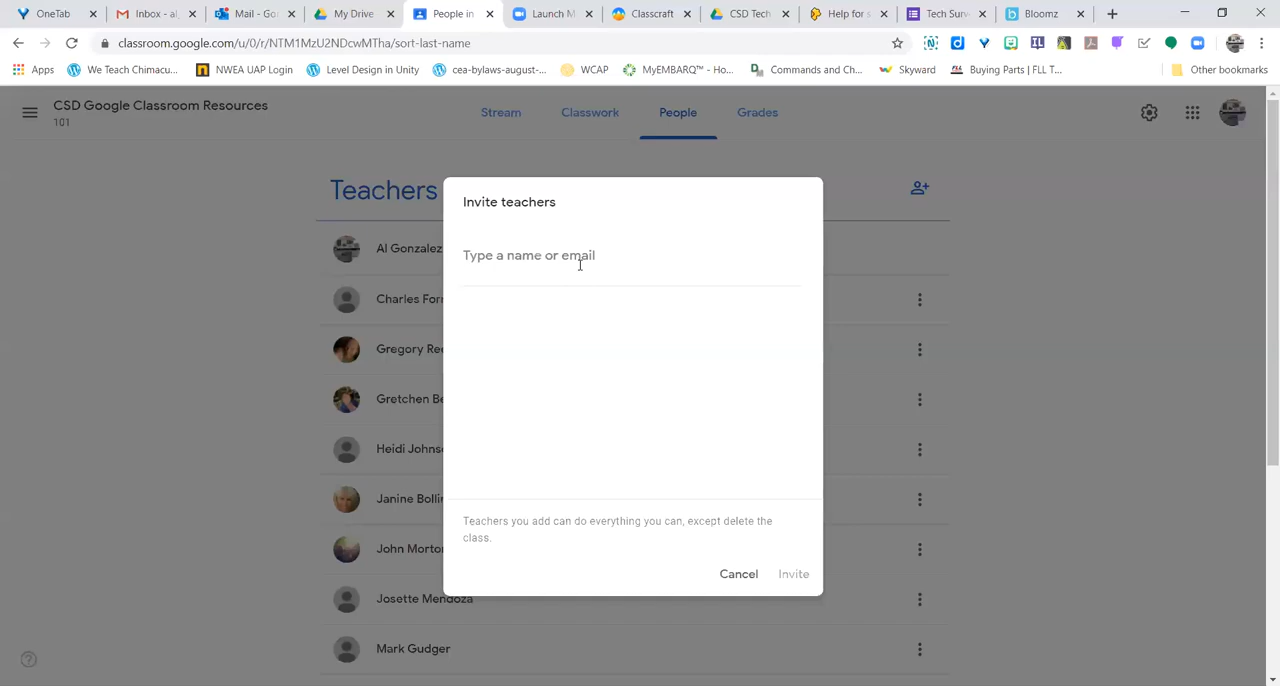 OneTab
Inbox - al
Mail - Go
My Drive
People in
Launch M
Classcraft
CSD Tech
Help for s
Tech Surv
Bloomz
classroom.google.com/u/0/r/NTM1MzU2NDcwMTha/sort-last-name
Apps
We Teach Chimacu...
NWEA UAP Login
Level Design in Unity
cea-bylaws-august-...
WCAP
MyEMBARQ™ - Ho...
Commands and Ch...
Skyward
Buying Parts | FLL T...
Other bookmarks
CSD Google Classroom Resources
101
Stream
Classwork
People
Grades
Teachers
Invite teachers
Type a name or email
Al Gonzalez
Charles Forr
Gregory Ree
Gretchen Be
Heidi Johns
Janine Bollin
John Morto
Josette Mendoza
Mark Gudger
Teachers you add can do everything you can, except delete the
class.
Cancel
Invite